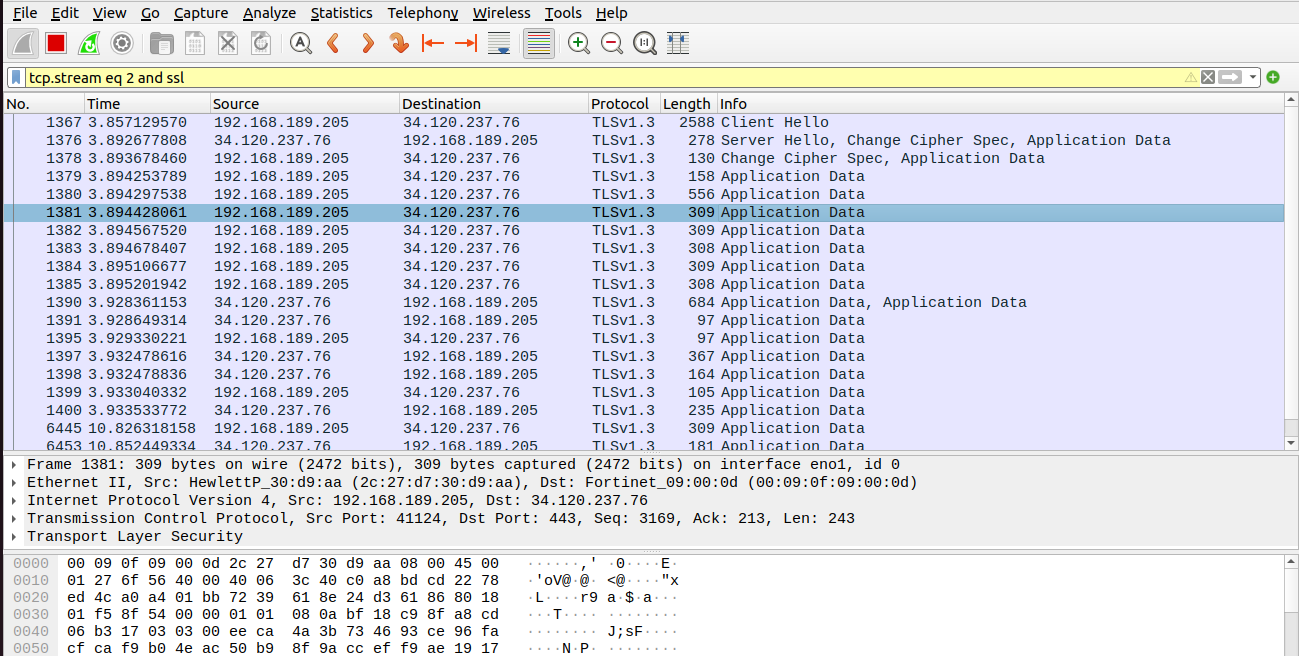 File Edit View Go Capture Analyze Statistics Telephony Wireless Tools Help
tcp.stream eq 2 and ssl
No. Time Source Destination Protocol Length Info
1367 3.857129570 192.168.189.205 34.120.237.76 TLSv1.3 2588 Client Hello
1376 3.892677808 34.120.237.76 192.168.189.205 TLSv1.3 278 Server Hello, Change Cipher Spec, Application Data
1378 3.893678460 192.168.189.205 34.120.237.76 TLSv1.3 130 Change Cipher Spec, Application Data
1379 3.894253789 192.168.189.205 34.120.237.76 TLSv1.3 158 Application Data
1380 3.894297538 192.168.189.205 34.120.237.76 TLSv1.3 556 Application Data
1381 3.894428061 192.168.189.205 34.120.237.76 TLSv1.3 309 Application Data
1382 3.894567520 192.168.189.205 34.120.237.76 TLSv1.3 309 Application Data
1383 3.894678407 192.168.189.205 34.120.237.76 TLSv1.3 308 Application Data
1384 3.895106677 192.168.189.205 34.120.237.76 TLSv1.3 309 Application Data
1385 3.895201942 192.168.189.205 34.120.237.76 TLSv1.3 308 Application Data
1390 3.928361153 34.120.237.76 192.168.189.205 TLSv1.3 684 Application Data, Application Data
1391 3.928649314 34.120.237.76 192.168.189.205 TLSv1.3 97 Application Data
1395 3.929330221 192.168.189.205 34.120.237.76 TLSv1.3 97 Application Data
1397 3.932478616 34.120.237.76 192.168.189.205 TLSv1.3 367 Application Data
1398 3.932478836 34.120.237.76 192.168.189.205 TLSv1.3 164 Application Data
1399 3.933040332 192.168.189.205 34.120.237.76 TLSv1.3 105 Application Data
1400 3.933533772 34.120.237.76 192.168.189.205 TLSv1.3 235 Application Data
6445 10.826318158 192.168.189.205 34.120.237.76 TLSv1.3 309 Application Data
6453 10.852449334 34.120.237.76 192.168.189.205 TLSv1.3 181 Application Data
Frame 1381: 309 bytes on wire (2472 bits), 309 bytes captured (2472 bits) on interface eno1, id 0
Ethernet II, Src: HewlettP_30:d9:aa (2c:27:d7:30:d9:aa), Dst: Fortinet_09:00:0d (00:09:0f:09:00:0d)
Internet Protocol Version 4, Src: 192.168.189.205, Dst: 34.120.237.76
Transmission Control Protocol, Src Port: 41124, Dst Port: 443, Seq: 3169, Ack: 213, Len: 243
Transport Layer Security
0000 00 09 0f 09 00 0d 2c 27 d7 30 d9 aa 08 00 45 00 ······,' ·0····E·
0010 01 27 6f 56 40 00 40 06 3c 40 c0 a8 bd cd 22 78 ·'oV@·@· <@····"x
0020 ed 4c a0 a4 01 bb 72 39 61 8e 24 d3 61 86 80 18 ·L····r9 a·$·a···
0030 01 f5 8f 54 00 00 01 01 08 0a bf 18 c9 8f a8 cd ···T···· ········
0040 06 b3 17 03 03 00 ee ca 4a 3b 73 46 93 ce 96 fa ········ J;sF····
0050 cf ca f9 b0 4e ac 50 b9 8f 9a cc ef f9 ae 19 17 ····N·P· ········